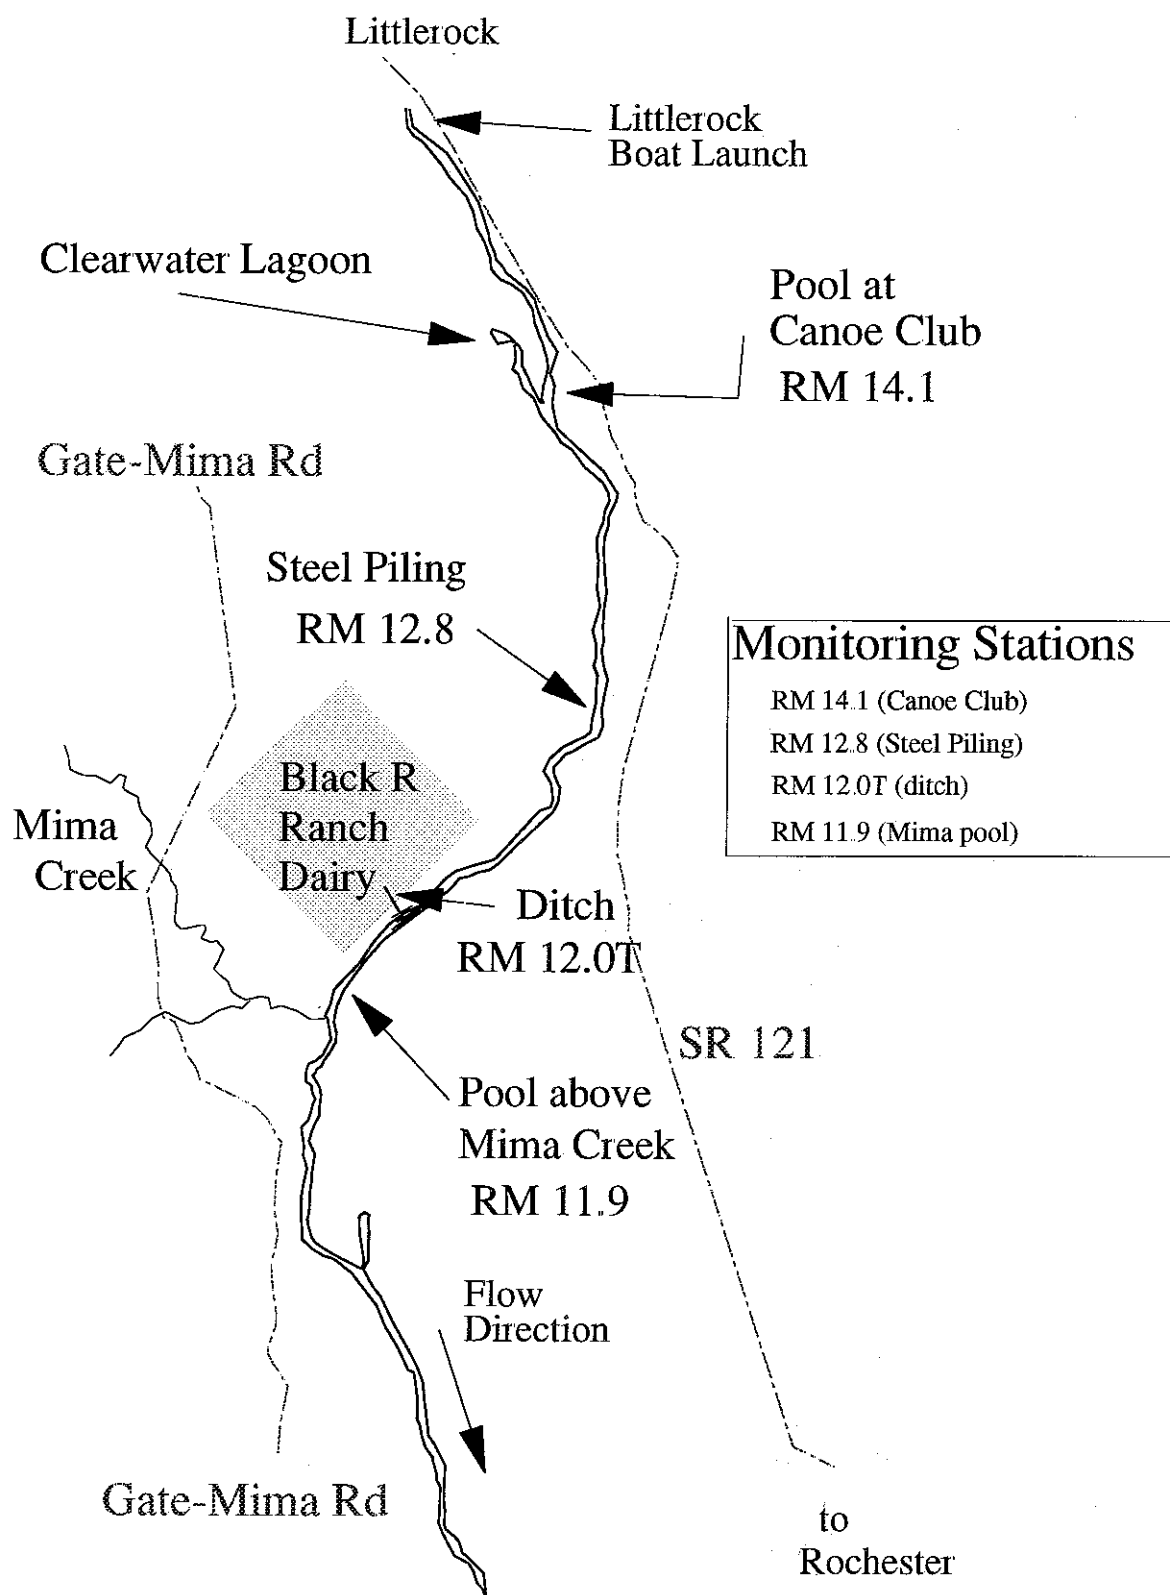 Littlerock
Littlerock
Boat Launch
Clearwater Lagoon
Pool at
Canoe Club
RM 14.1
Gate-Mima Rd
Steel Piling
RM 12.8
Monitoring Stations
RM 14.1 (Canoe Club)
RM 12.8 (Steel Piling)
RM 12.0T (ditch)
RM 11.9 (Mima pool)
Black R
Ranch
Dairy
Mima
Creek
Ditch
RM 12.0T
SR 121
Pool above
Mima Creek
RM 11.9
Flow
Direction
Gate-Mima Rd
to
Rochester